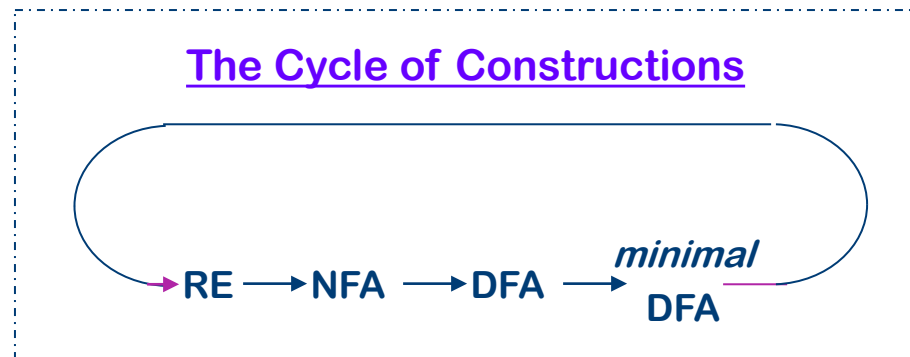 The Cycle of Constructions
minimal
RE NFA DFA
DFA